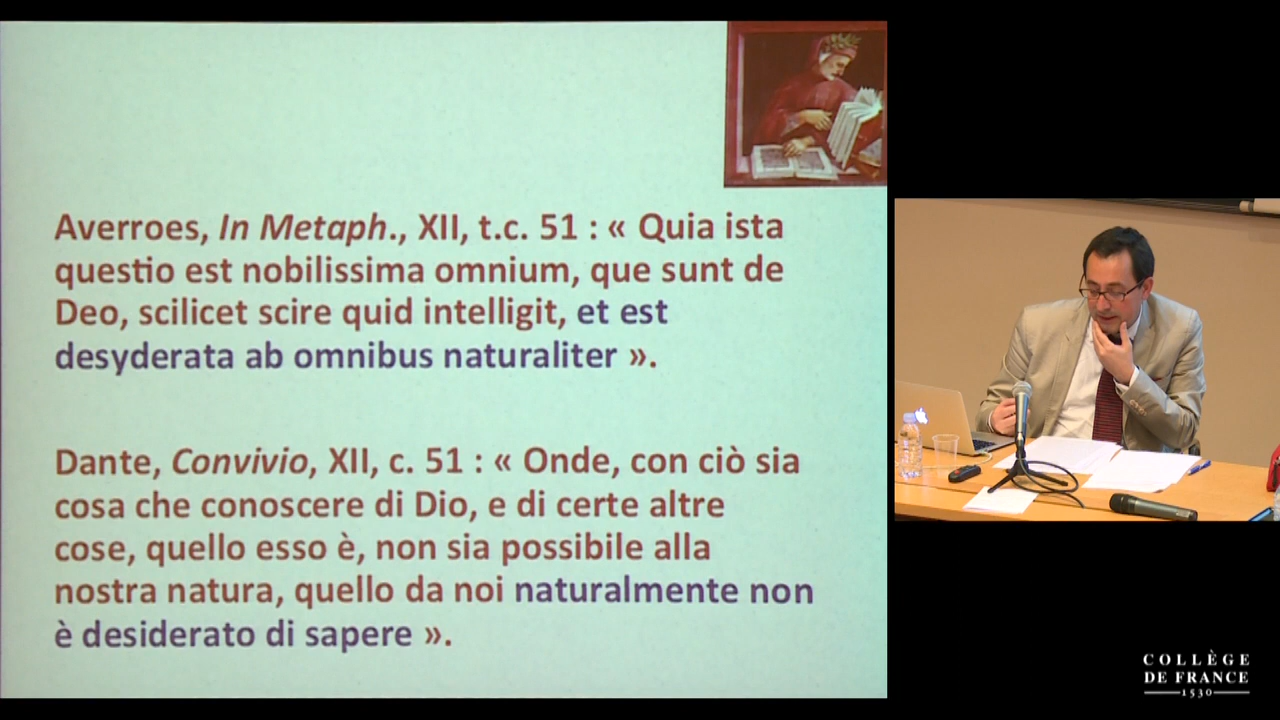 Averroes, In Metaph., XII, t.c. 51 : « Quia ista
questio est nobilissima omnium, que sunt de
Deo, scilicet scire quid intelligit, et est
desyderata ab omnibus naturaliter ».
Dante, Convivio, XII, c. 51 : « Onde, con ciò sia
cosa che conoscere di Dio, e di certe altre
cose, quello esso è, non sia possibile alla
nostra natura, quello da noi naturalmente non
è desiderato di sapere ».
COLLÈGE
DE FRANCE
1530